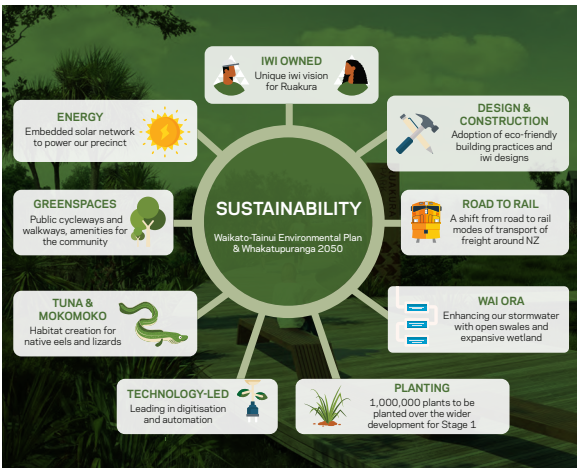 IWI OWNED
Unique iwi vision
for Ruakura
ENERGY
Embedded solar network
to power our precinct
DESIGN &
CONSTRUCTION
Adoption of eco-friendly
building practices and
iwi designs
GREENSPACES
Public cycleways and
walkways, amenities for
the community
SUSTAINABILITY
Waikato-Tainui Environmental Plan
& Whakatupuranga 2050
ROAD TO RAIL
A shift from road to rail
modes of transport of
freight around NZ
TUNA &
MOKOMOKO
Habitat creation for
native eels and lizards
WAI ORA
Enhancing our stormwater
with open swales and
expansive wetland
TECHNOLOGY-LED
Leading in digitisation
and automation
PLANTING
1,000,000 plants to be
planted over the wider
development for Stage 1